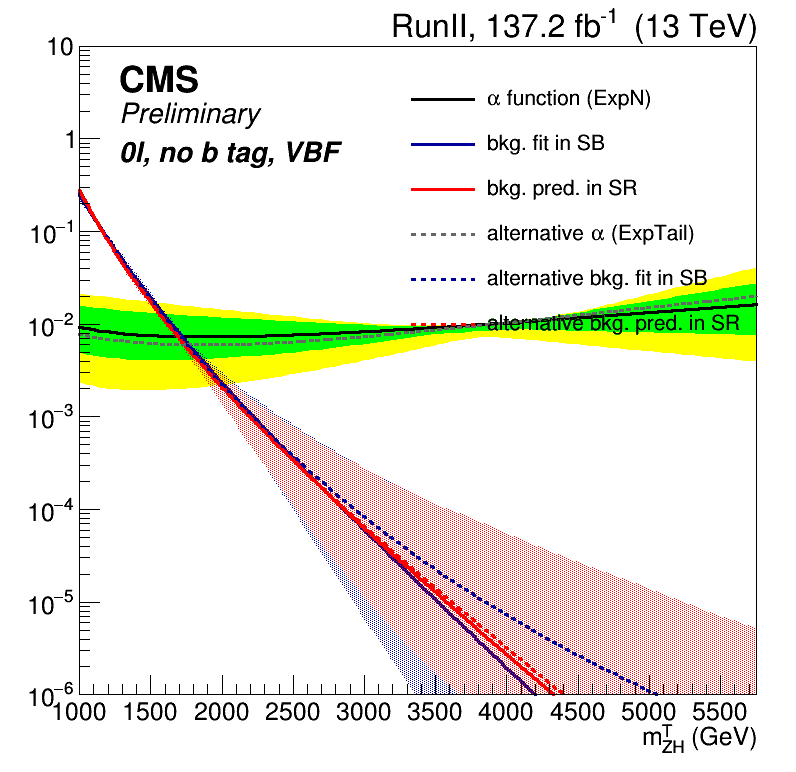 RunII, 137.2 fb⁻¹ (13 TeV)
10
CMS
Preliminary
0l, no b tag, VBF
α function (ExpN)
bkg. fit in SB
bkg. pred. in SR
alternative α (ExpTail)
alternative bkg. fit in SB
alternative bkg. pred. in SR
1
10⁻¹
10⁻²
10⁻³
10⁻⁴
10⁻⁵
10⁻⁶
1000 1500 2000 2500 3000 3500 4000 4500 5000 5500
m^T_ZH (GeV)